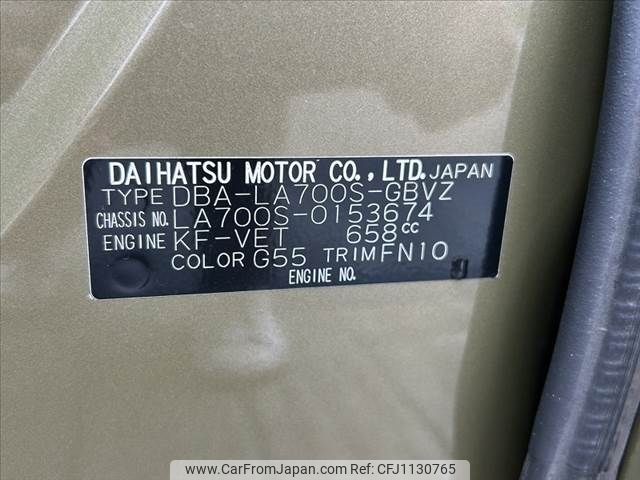 DAIHATSU MOTOR CO., LTD. JAPAN
TYPE DBA-LA700S-GBVZ
CHASSIS NO. LA700S-0153674
ENGINE KF-VET 658cc
COLOR G55 TRIM FN10
ENGINE NO. J
www.CarFromJapan.com - CFJ1130765